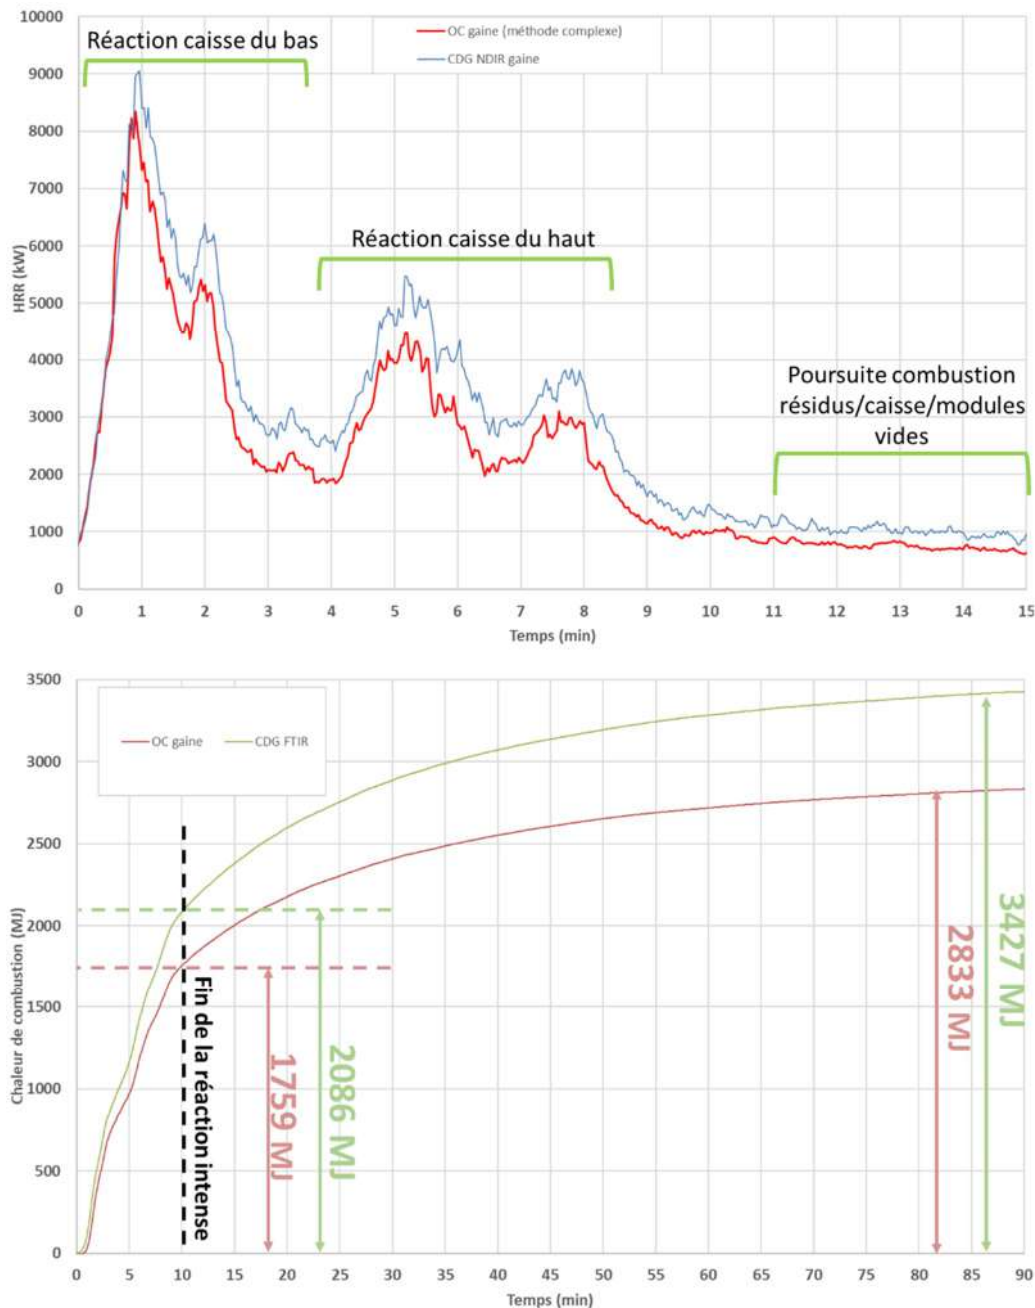 10000
9000
8000
7000
6000
5000
4000
3000
2000
1000
0
HRR (kW)
Réaction caisse du bas
OC gaine (méthode complexe)
CDG NDIR gaine
Réaction caisse du haut
Poursuite combustion
résidus/caisse/modules
vides
0 1 2 3 4 5 6 7 8 9 10 11 12 13 14 15
Temps (min)
3500
3000
2500
2000
1500
1000
500
0
Chaleur de combustion (MJ)
OC gaine CDG FTIR
Fin de la réaction intense
1759 MJ
2086 MJ
2833 MJ
3427 MJ
0 5 10 15 20 25 30 35 40 45 50 55 60 65 70 75 80 85 90
Temps (min)